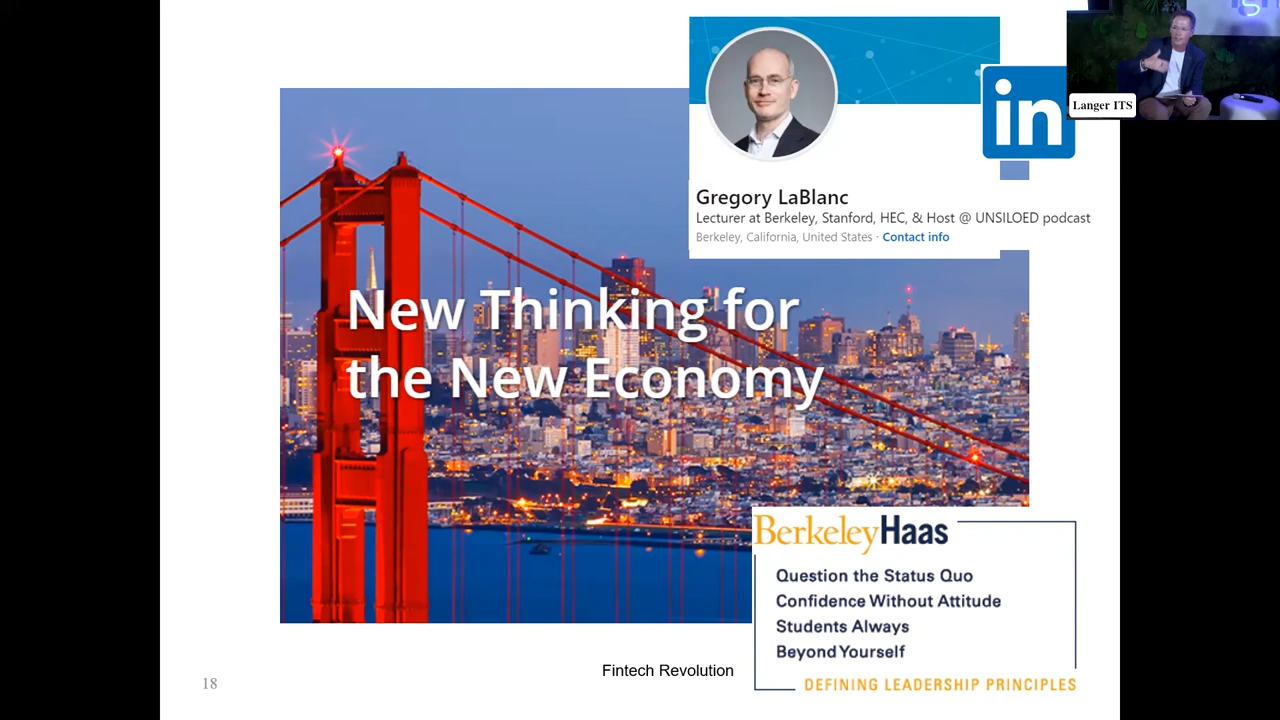 in
Langer ITS
Gregory LaBlanc
Lecturer at Berkeley, Stanford, HEC, & Host @ UNSILOED podcast
Berkeley, California, United States · Contact info
New Thinking for
the New Economy
BerkeleyHaas
Question the Status Quo
Confidence Without Attitude
Students Always
Beyond Yourself
DEFINING LEADERSHIP PRINCIPLES
Fintech Revolution
18